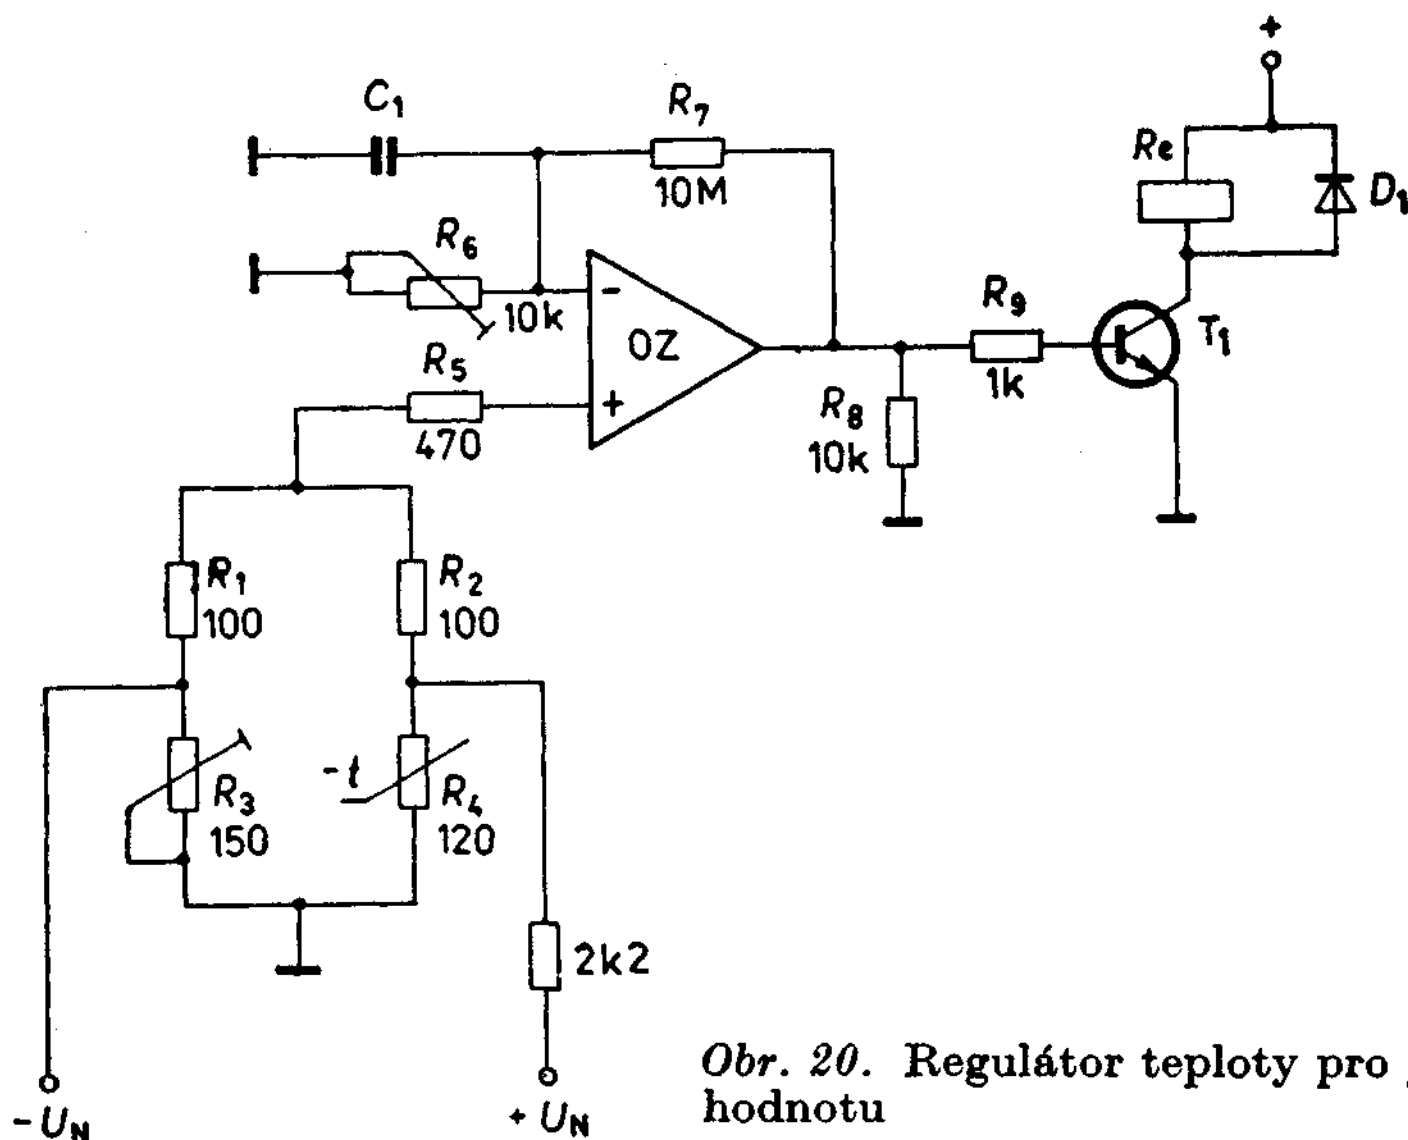 +
C1
R7
10M
Re
D1
R6
10k
-
OZ
+
R5
470
R9
1k
T1
R8
10k
R1
100
R2
100
-t
R3
150
R4
120
2k2
- UN
+ UN
Obr. 20. Regulátor teploty pro
hodnotu